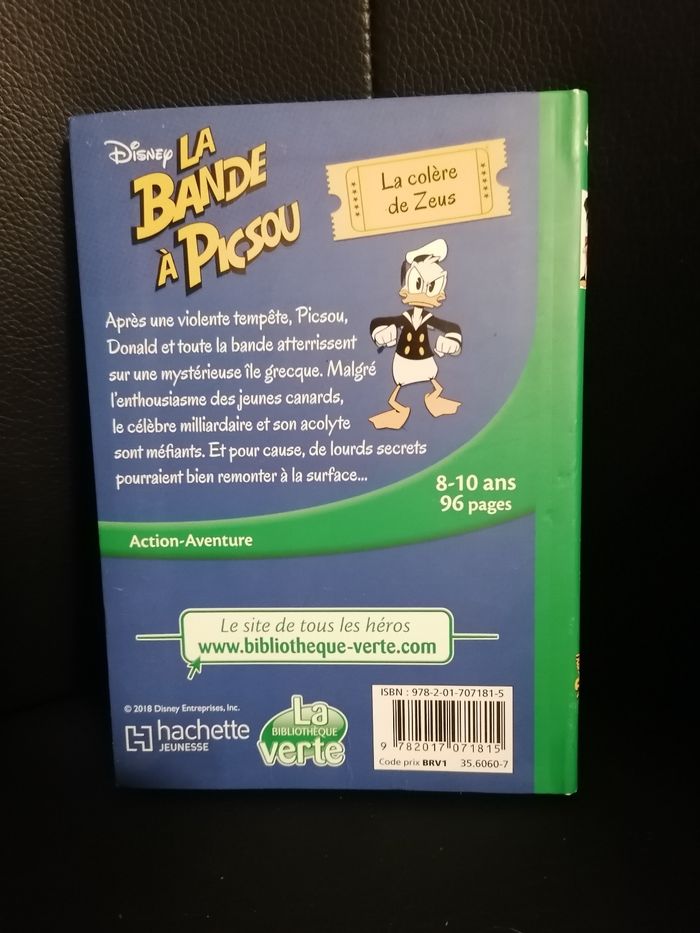 Disney
LA
BANDE
À PICSOU
La colère
de Zeus
Après une violente tempête, Picsou,
Donald et toute la bande atterrissent
sur une mystérieuse île grecque. Malgré
l'enthousiasme des jeunes canards,
le célèbre milliardaire et son acolyte
sont méfiants. Et pour cause, de lourds secrets
pourraient bien remonter à la surface...
8-10 ans
96 pages
Action-Aventure
Le site de tous les héros
www.bibliotheque-verte.com
© 2018 Disney Entreprises, Inc.
hachette
JEUNESSE
La
BIBLIOTHÈQUE
verte
ISBN : 978-2-01-707181-5
9 782017 071815
Code prix BRV1 35.6060-7